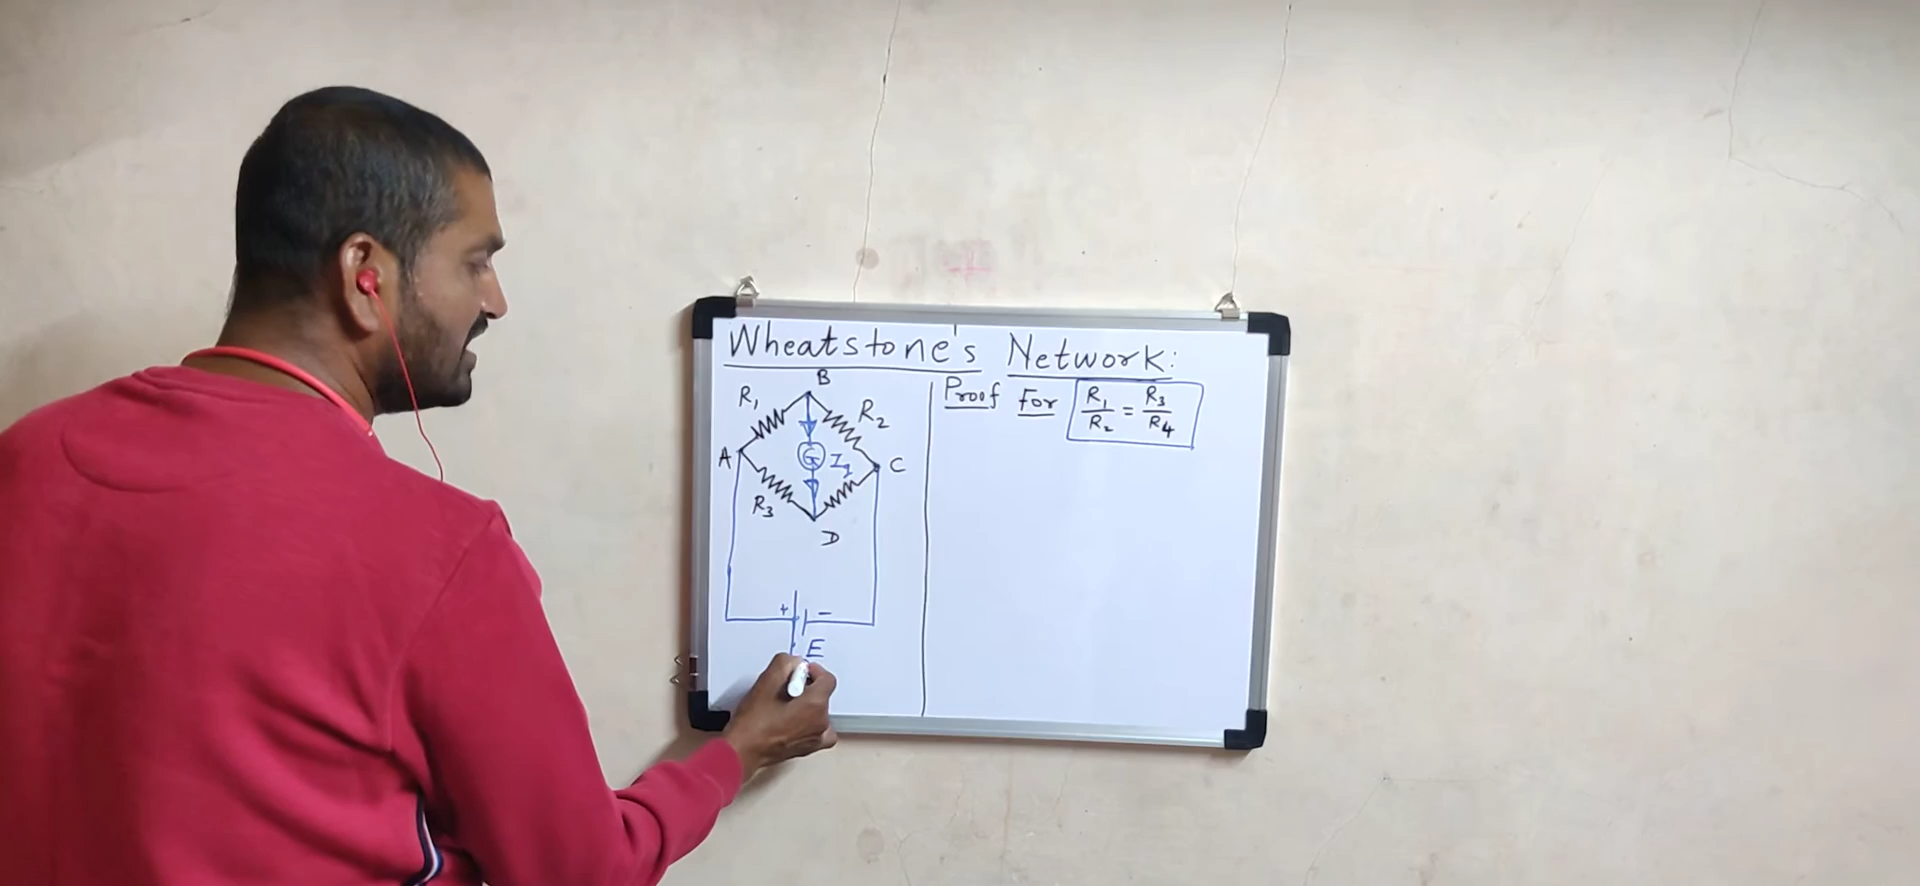 Wheatstone's Network:
B
R1
R2
A
G
Ig
C
R3
D
+ −
E
Proof For R1/R2 = R3/R4